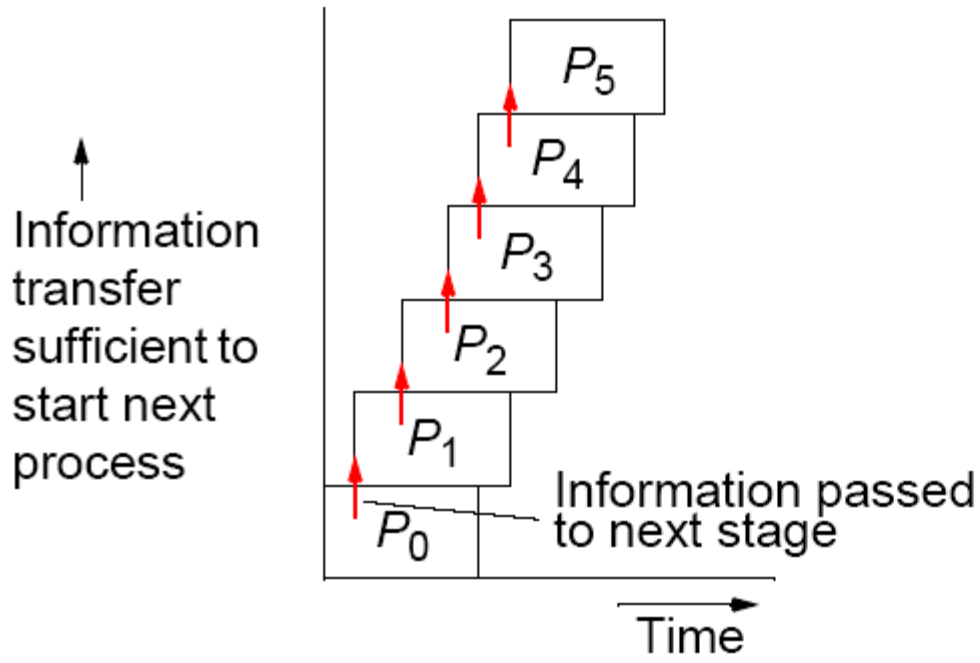 P5
P4
Information
transfer
sufficient to
start next
process
P3
P2
P1
P0
Information passed
to next stage
Time